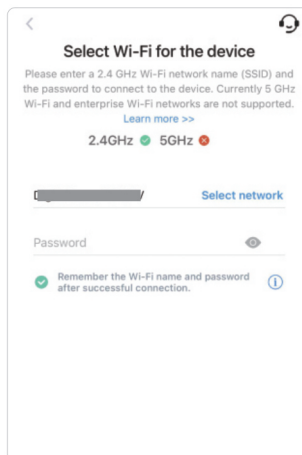 Select Wi-Fi for the device
Please enter a 2.4 GHz Wi-Fi network name (SSID) and
the password to connect to the device. Currently 5 GHz
Wi-Fi and enterprise Wi-Fi networks are not supported.
Learn more >>
2.4GHz 5GHz
Select network
Password
Remember the Wi-Fi name and password
after successful connection.